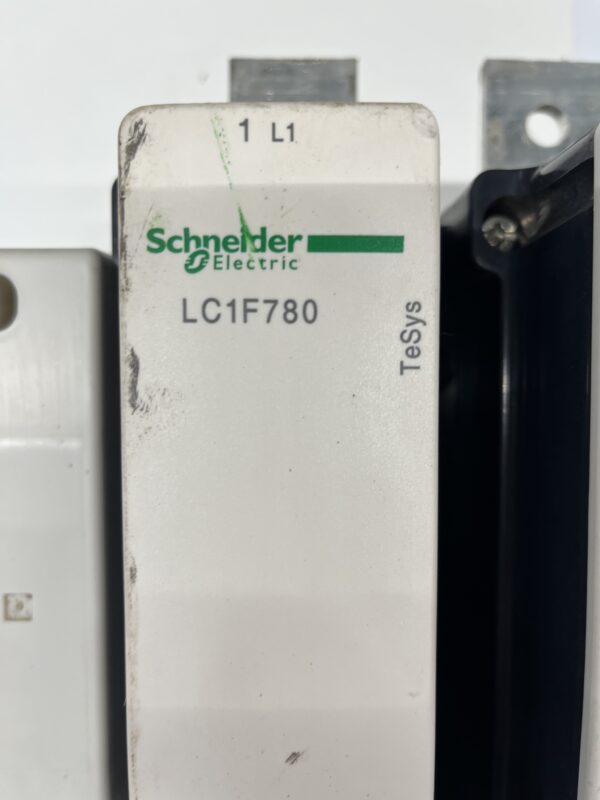 1 L1
Schneider
Electric
LC1F780
TeSys